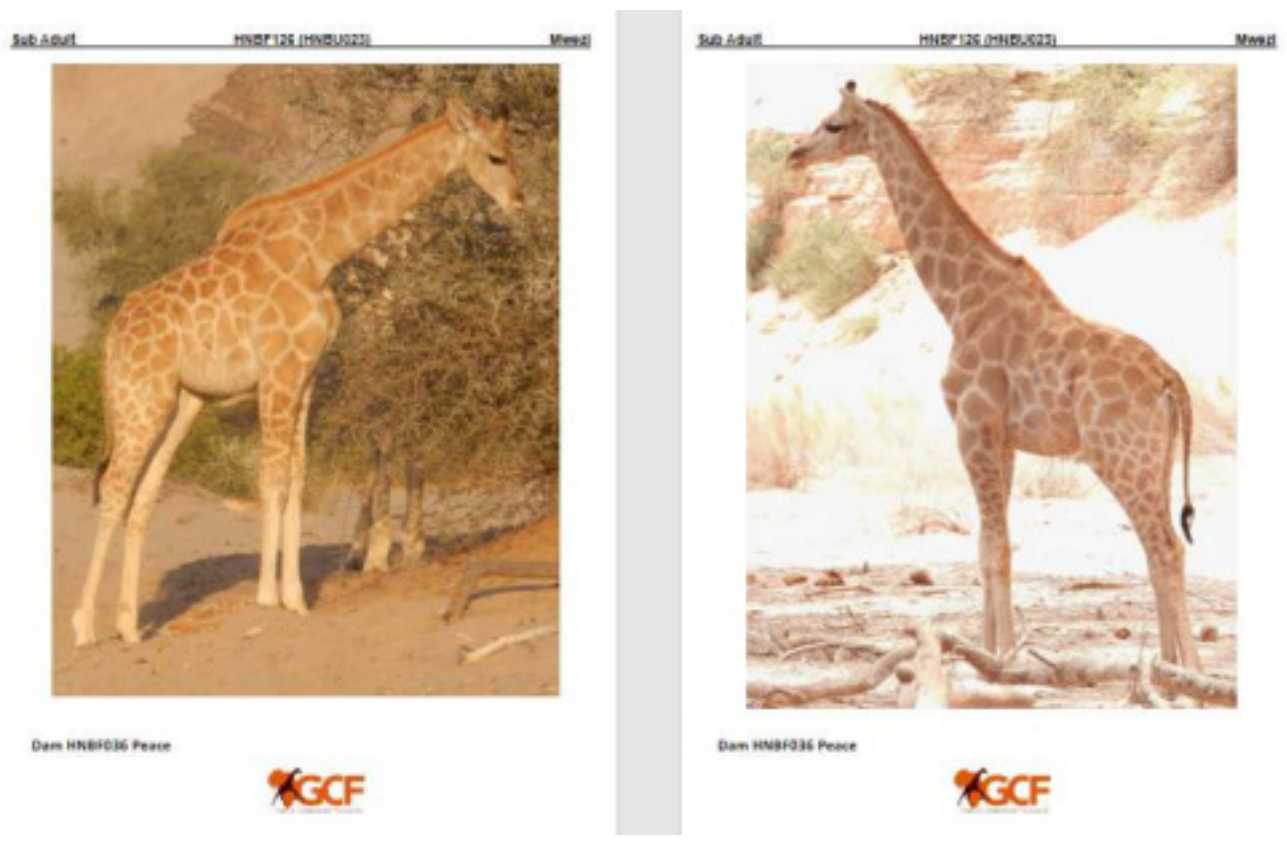 Sub Adult HNBF126 (HNBU023) Mwezi
Dam HNBF036 Peace
GCF
Sub Adult HNBF126 (HNBU023) Mwezi
Dam HNBF036 Peace
GCF